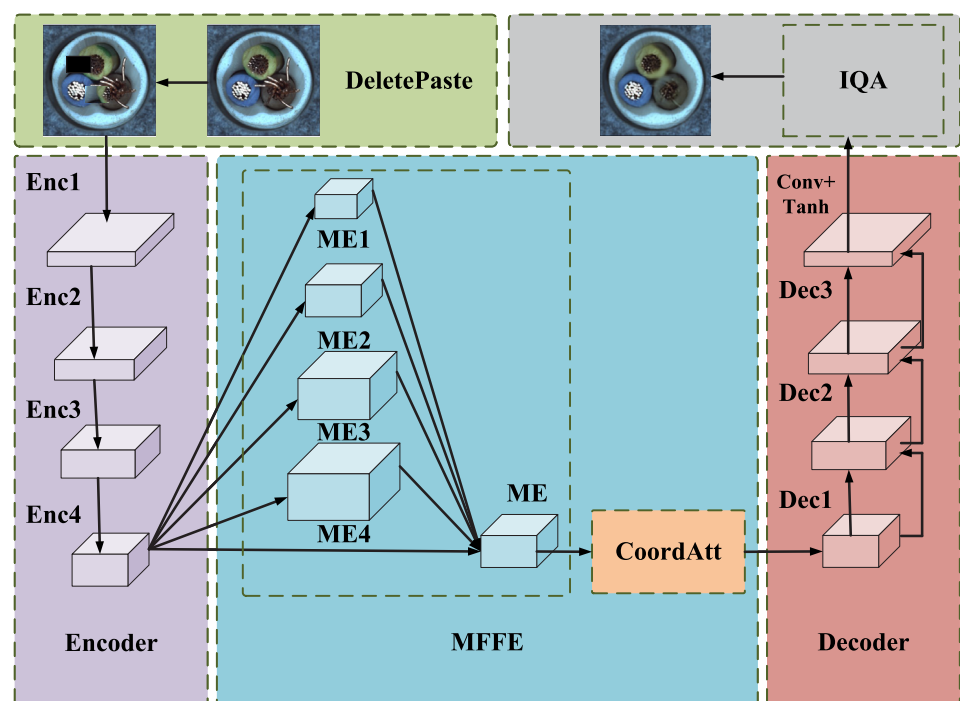 DeletePaste
IQA
Enc1
Enc2
Enc3
Enc4
Encoder
ME1
ME2
ME3
ME4
ME
CoordAtt
MFFE
Conv+
Tanh
Dec3
Dec2
Dec1
Decoder